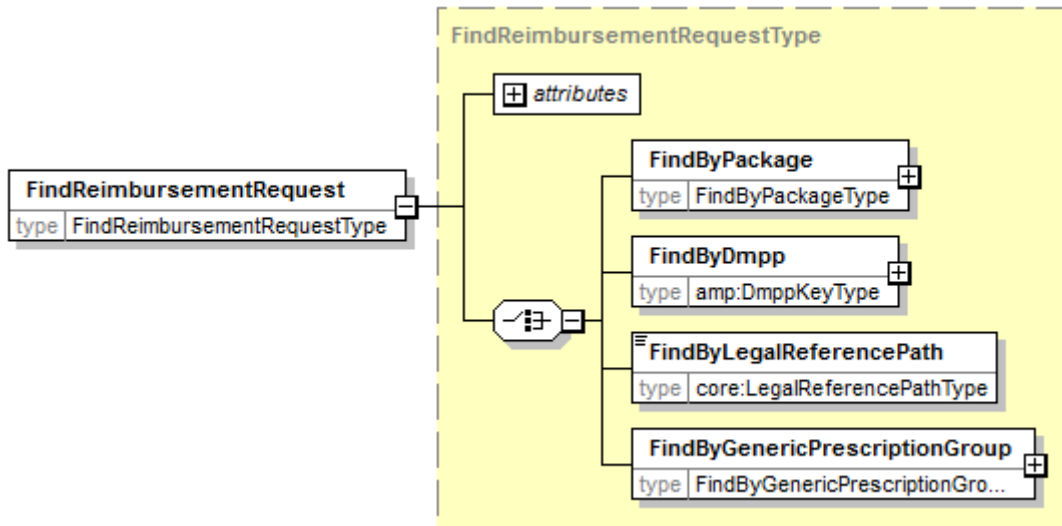 FindReimbursementRequestType
attributes
FindByPackage
type FindByPackageType
FindReimbursementRequest
type FindReimbursementRequestType
FindByDmpp
type amp:DmppKeyType
FindByLegalReferencePath
type core:LegalReferencePathType
FindByGenericPrescriptionGroup
type FindByGenericPrescriptionGro...